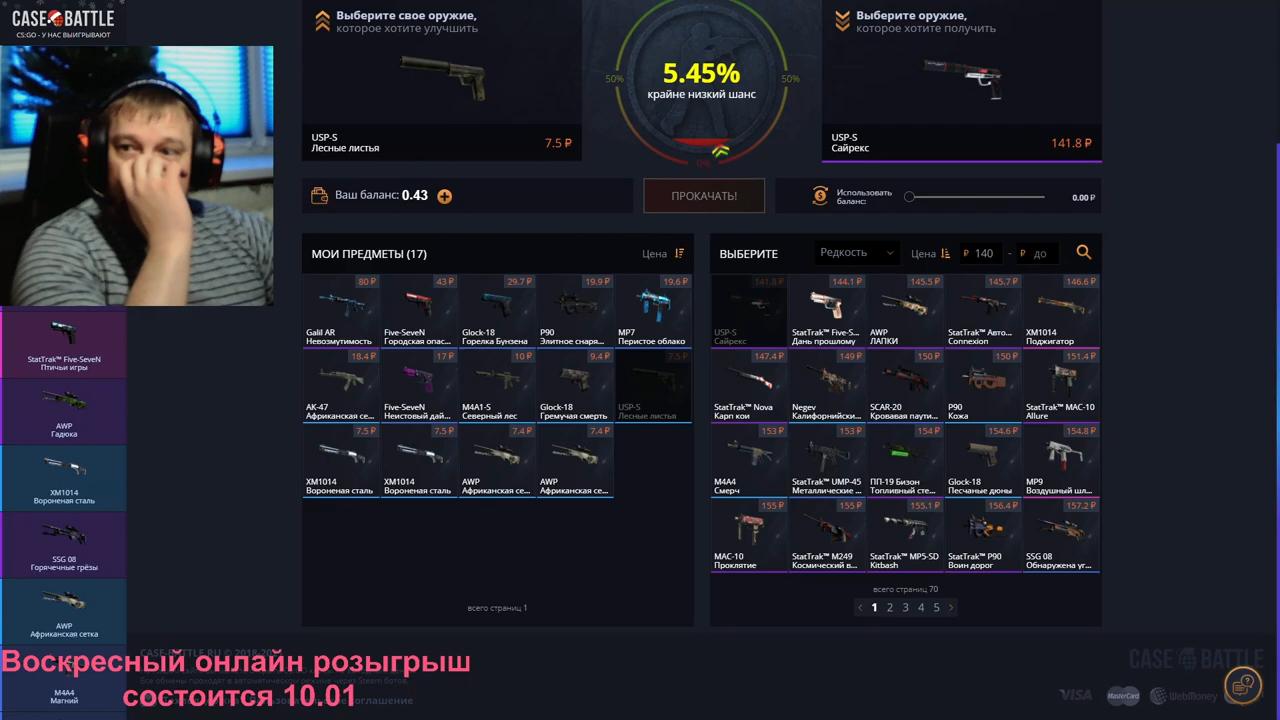 CASE BATTLE
CS:GO - У НАС ВЫИГРЫВАЮТ
Выберите свое оружие,
которое хотите улучшить
USP-S
Лесные листья
7.5 ₽
50%
5.45%
крайне низкий шанс
50%
0%
Выберите оружие,
которое хотите получить
USP-S
Сайрекс
141.8 ₽
Ваш баланс: 0.43
ПРОКАЧАТЬ!
Использовать
баланс:
0.00 ₽
МОИ ПРЕДМЕТЫ (17)
Цена
80 ₽
Galil AR
Невозмутимость
43 ₽
Five-SeveN
Городская опас...
29.7 ₽
Glock-18
Горелка Бунзена
19.9 ₽
P90
Элитное снаря...
19.6 ₽
MP7
Перистое облако
18.4 ₽
AK-47
Африканская се...
17 ₽
Five-SeveN
Неистовый дай...
10 ₽
M4A1-S
Северный лес
9.4 ₽
Glock-18
Гремучая смерть
7.5 ₽
USP-S
Лесные листья
7.5 ₽
XM1014
Вороненая сталь
7.5 ₽
XM1014
Вороненая сталь
7.4 ₽
AWP
Африканская се...
7.4 ₽
AWP
Африканская се...
всего страниц 1
ВЫБЕРИТЕ
Редкость
Цена
₽ 140 - ₽ до
141.8 ₽
USP-S
Сайрекс
144.1 ₽
StatTrak™ Five-S...
Дань прошлому
145.5 ₽
AWP
ЛАПКИ
145.7 ₽
StatTrak™ Авто...
Connexion
146.6 ₽
XM1014
Поджигатор
147.4 ₽
StatTrak™ Nova
Карп кои
149 ₽
Negev
Калифорнийски...
150 ₽
SCAR-20
Кровавая паути...
150 ₽
P90
Кожа
151.4 ₽
StatTrak™ MAC-10
Allure
153 ₽
M4A4
Смерч
153 ₽
StatTrak™ UMP-45
Металлические ...
154 ₽
ПП-19 Бизон
Топливный сте...
154.6 ₽
Glock-18
Песчаные дюны
154.8 ₽
MP9
Воздушный шл...
155 ₽
MAC-10
Проклятие
155 ₽
StatTrak™ M249
Космический в...
155.1 ₽
StatTrak™ MP5-SD
Kitbash
156.4 ₽
StatTrak™ P90
Воин дорог
157.2 ₽
SSG 08
Обнаружена уг...
всего страниц 70
1 2 3 4 5
StatTrak™ Five-SeveN
Птичьи игры
AWP
Гадюка
XM1014
Вороненая сталь
SSG 08
Горячечные грёзы
AWP
Африканская сетка
M4A4
Магний
Воскресный онлайн розыгрыш
состоится 10.01
CASE BATTLE
VISA
MasterCard
WebMoney